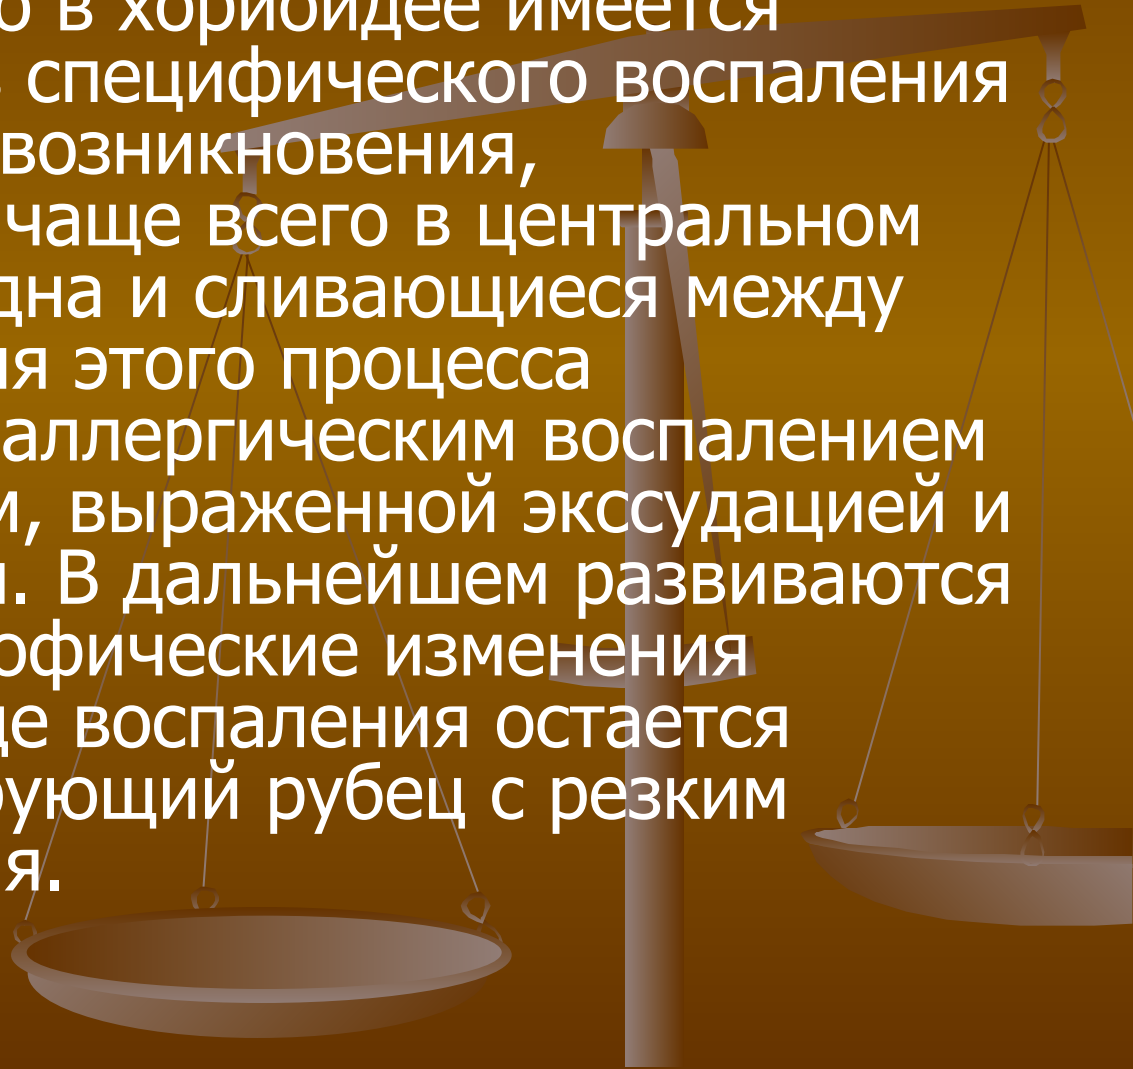 о в хориоидее имеется
специфического воспаления
возникновения,
чаще всего в центральном
дна и сливающиеся между
ия этого процесса
аллергическим воспалением
м, выраженной экссудацией и
и. В дальнейшем развиваются
офические изменения
це воспаления остается
рующий рубец с резким
я.